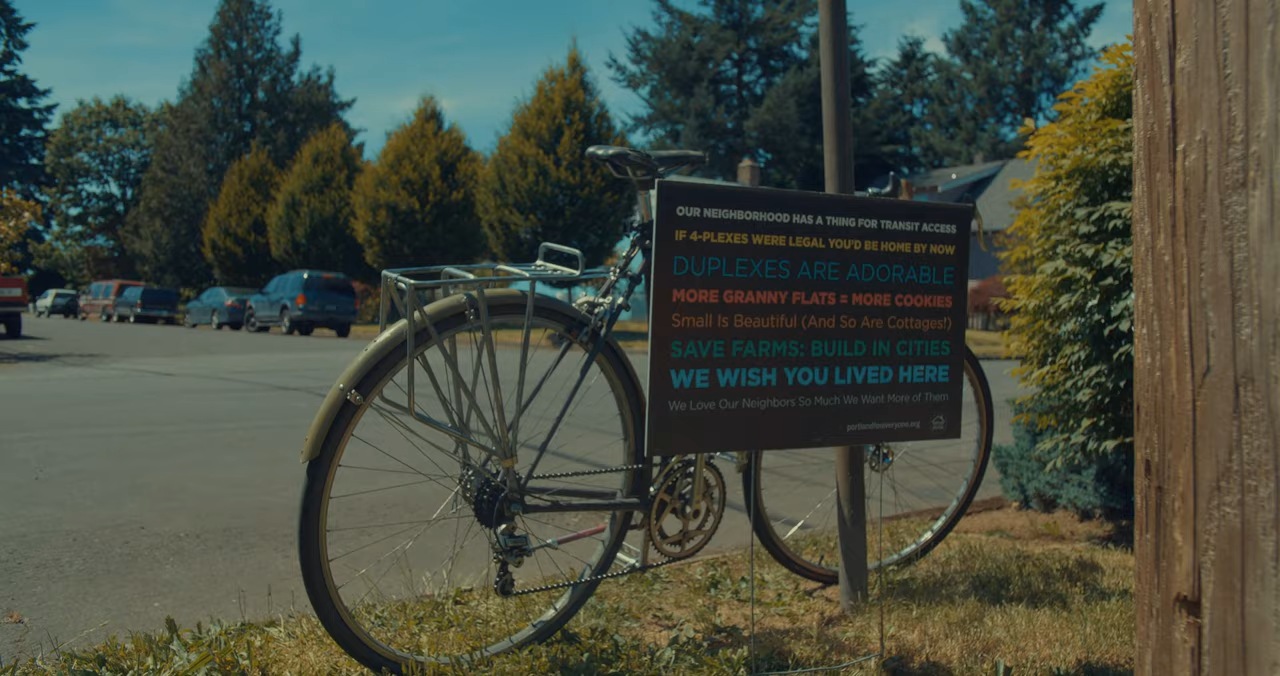 OUR NEIGHBORHOOD HAS A THING FOR TRANSIT ACCESS
IF 4-PLEXES WERE LEGAL YOU'D BE HOME BY NOW
DUPLEXES ARE ADORABLE
MORE GRANNY FLATS = MORE COOKIES
Small Is Beautiful (And So Are Cottages!)
SAVE FARMS: BUILD IN CITIES
WE WISH YOU LIVED HERE
We Love Our Neighbors So Much We Want More of Them
portlandforeveryone.org